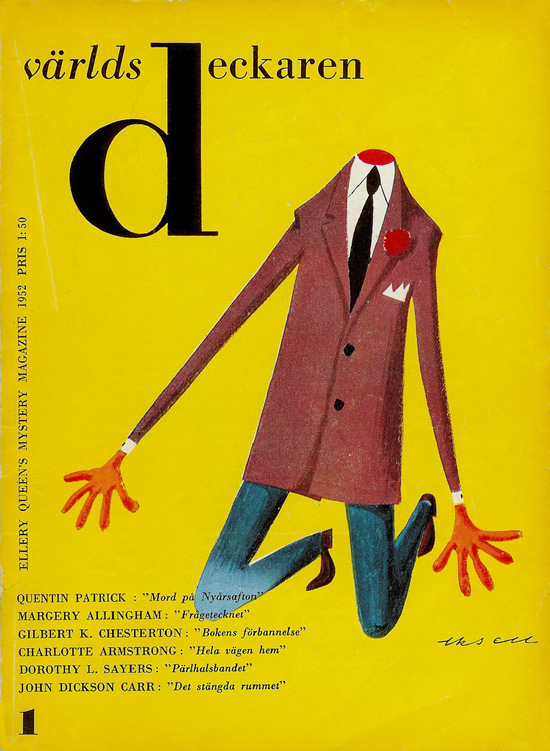 världs deckaren
ELLERY QUEEN'S MYSTERY MAGAZINE 1952 PRIS 1:50
QUENTIN PATRICK : "Mord på Nyårsafton"
MARGERY ALLINGHAM : "Frågetecknet"
GILBERT K. CHESTERTON : "Bokens förbannelse"
CHARLOTTE ARMSTRONG : "Hela vägen hem"
DOROTHY L. SAYERS : "Pärlhalsbandet"
JOHN DICKSON CARR : "Det stängda rummet"
1